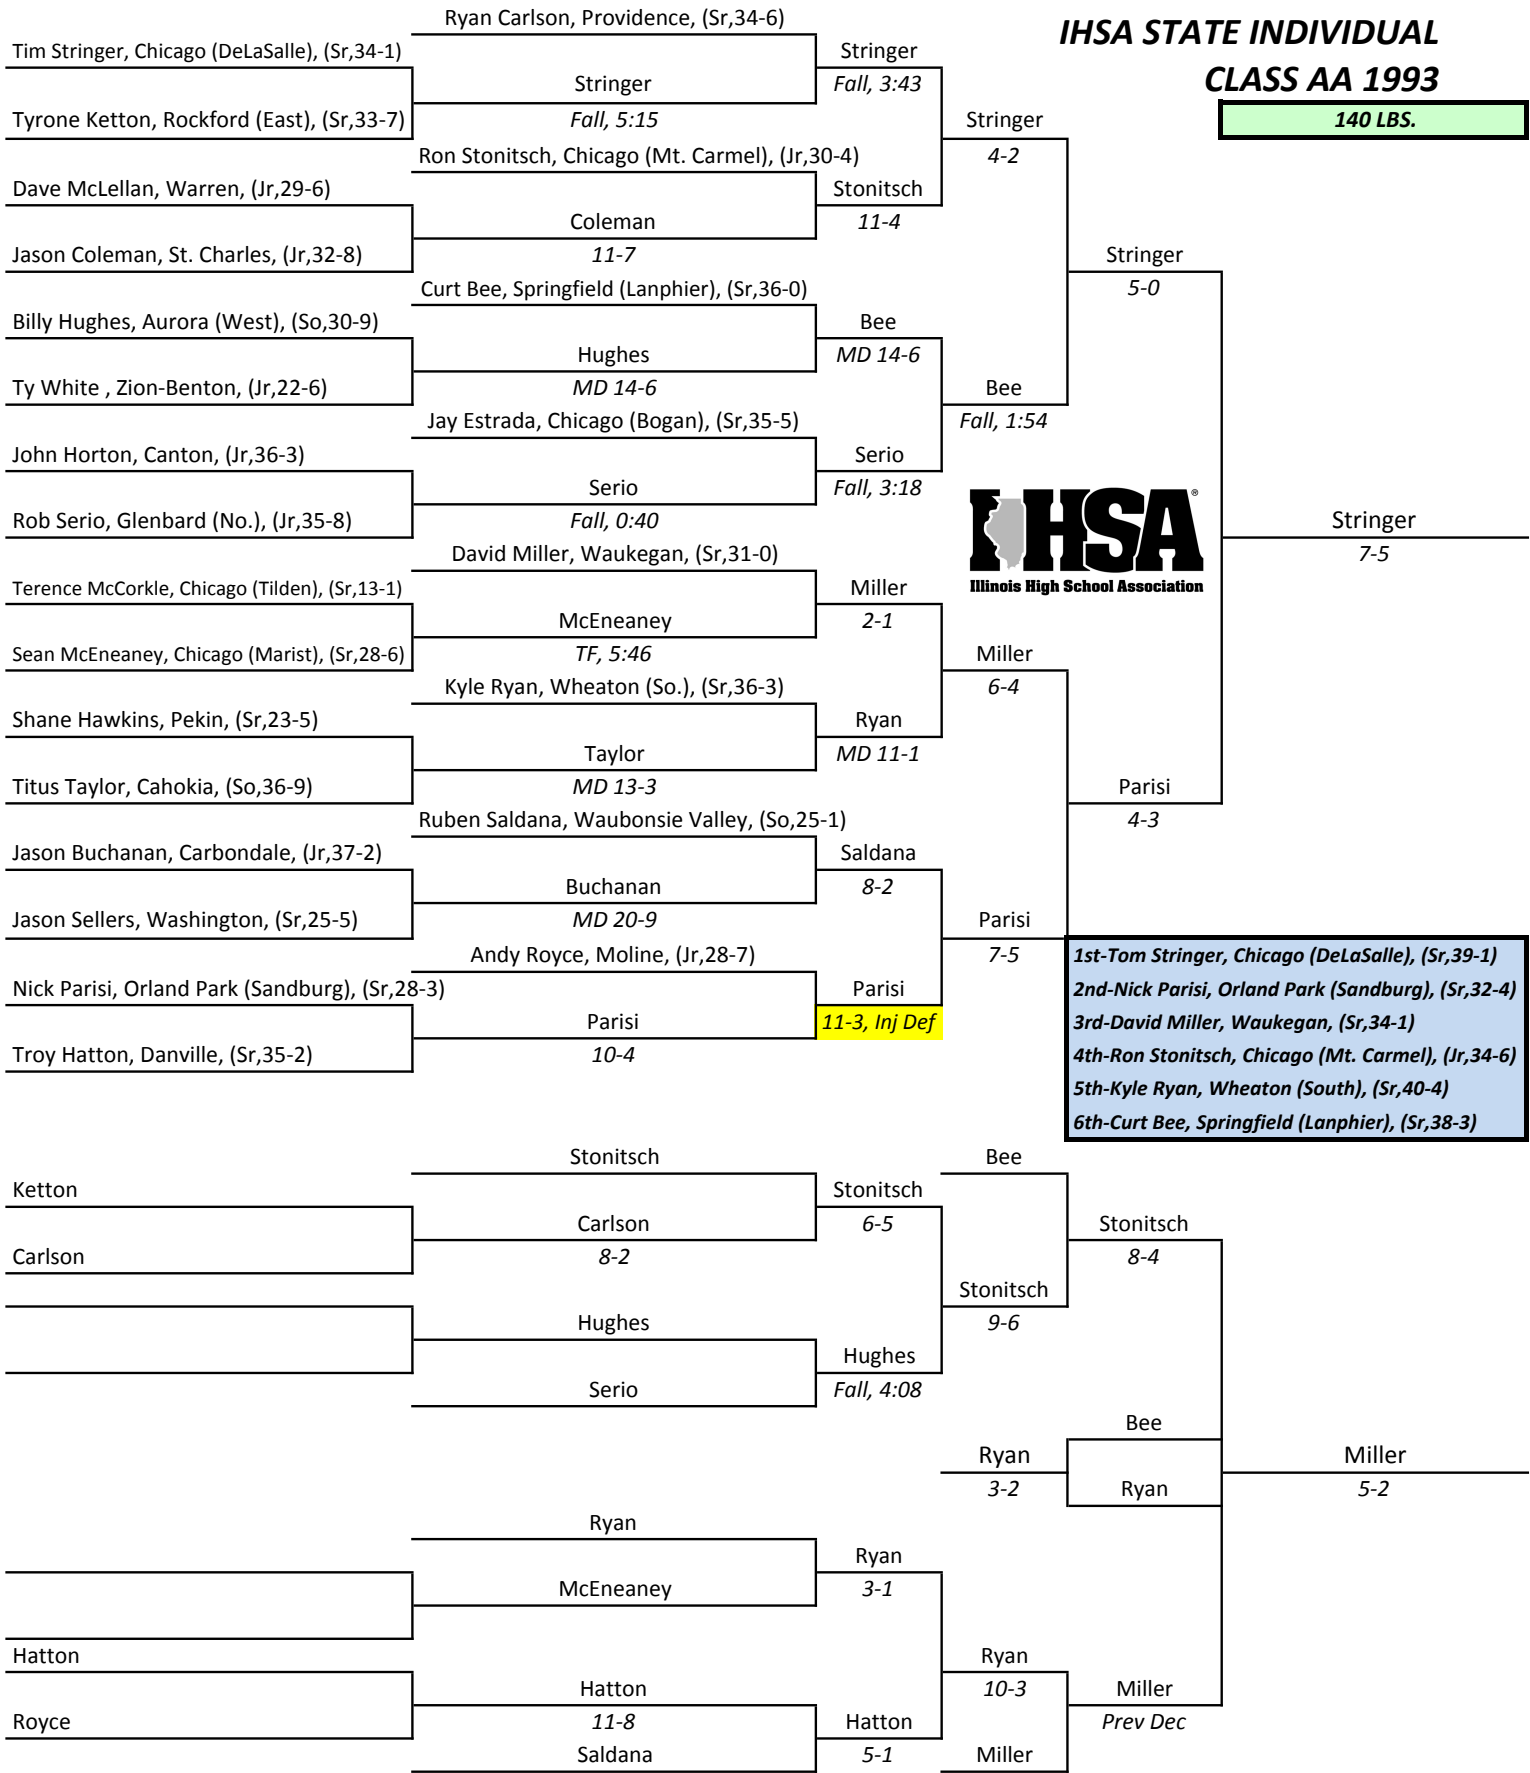 Ryan Carlson, Providence, (Sr,34-6)
IHSA STATE INDIVIDUAL
CLASS AA 1993
140 LBS.
Tim Stringer, Chicago (DeLaSalle), (Sr,34-1)
Stringer
Fall, 3:43
Stringer
Fall, 5:15
Tyrone Ketton, Rockford (East), (Sr,33-7)
Stringer
4-2
Ron Stonitsch, Chicago (Mt. Carmel), (Jr,30-4)
Dave McLellan, Warren, (Jr,29-6)
Stonitsch
11-4
Coleman
11-7
Jason Coleman, St. Charles, (Jr,32-8)
Stringer
5-0
Curt Bee, Springfield (Lanphier), (Sr,36-0)
Billy Hughes, Aurora (West), (So,30-9)
Bee
MD 14-6
Hughes
MD 14-6
Ty White , Zion-Benton, (Jr,22-6)
Bee
Fall, 1:54
Jay Estrada, Chicago (Bogan), (Sr,35-5)
John Horton, Canton, (Jr,36-3)
Serio
Fall, 3:18
Serio
Fall, 0:40
Rob Serio, Glenbard (No.), (Jr,35-8)
IHSA®
Illinois High School Association
Stringer
7-5
David Miller, Waukegan, (Sr,31-0)
Terence McCorkle, Chicago (Tilden), (Sr,13-1)
Miller
2-1
McEneaney
TF, 5:46
Sean McEneaney, Chicago (Marist), (Sr,28-6)
Miller
6-4
Kyle Ryan, Wheaton (So.), (Sr,36-3)
Shane Hawkins, Pekin, (Sr,23-5)
Ryan
MD 11-1
Taylor
MD 13-3
Titus Taylor, Cahokia, (So,36-9)
Parisi
4-3
Ruben Saldana, Waubonsie Valley, (So,25-1)
Jason Buchanan, Carbondale, (Jr,37-2)
Saldana
8-2
Buchanan
MD 20-9
Jason Sellers, Washington, (Sr,25-5)
Parisi
7-5
Andy Royce, Moline, (Jr,28-7)
Nick Parisi, Orland Park (Sandburg), (Sr,28-3)
Parisi
11-3, Inj Def
Parisi
10-4
Troy Hatton, Danville, (Sr,35-2)
1st-Tom Stringer, Chicago (DeLaSalle), (Sr,39-1)
2nd-Nick Parisi, Orland Park (Sandburg), (Sr,32-4)
3rd-David Miller, Waukegan, (Sr,34-1)
4th-Ron Stonitsch, Chicago (Mt. Carmel), (Jr,34-6)
5th-Kyle Ryan, Wheaton (South), (Sr,40-4)
6th-Curt Bee, Springfield (Lanphier), (Sr,38-3)
Stonitsch
Bee
Ketton
Stonitsch
6-5
Carlson
8-2
Carlson
Stonitsch
8-4
Stonitsch
9-6
Hughes
Hughes
Fall, 4:08
Serio
Bee
Ryan
3-2
Ryan
Miller
5-2
Ryan
Ryan
3-1
McEneaney
Hatton
Ryan
10-3
Hatton
11-8
Royce
Miller
Prev Dec
Hatton
5-1
Saldana
Miller